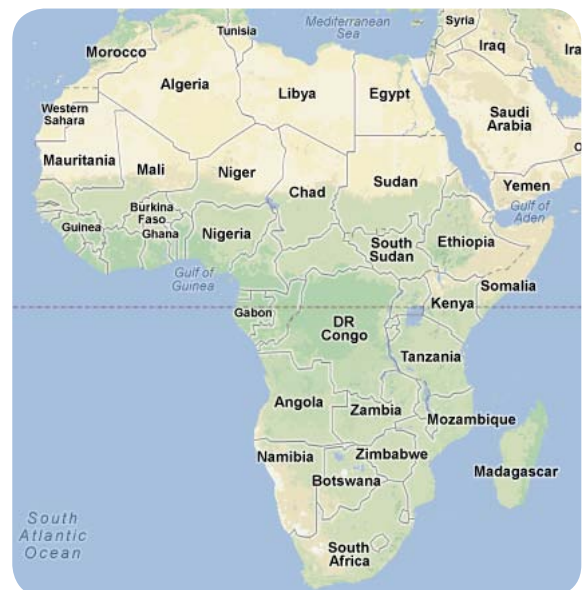 Mediterranean
Sea
Syria
Tunisia
Morocco
Iraq
Ira
Algeria
Libya
Egypt
Western
Sahara
Saudi
Arabia
Mauritania
Mali
Niger
Chad
Sudan
O
Yemen
Gulf of
Aden
Burkina
Faso
Guinea
Ghana
Nigeria
South
Sudan
Ethiopia
Gulf of
Guinea
Somalia
Gabon
Kenya
DR
Congo
Tanzania
Angola
Zambia
Mozambique
Namibia
Zimbabwe
Botswana
Madagascar
South
Atlantic
Ocean
South
Africa